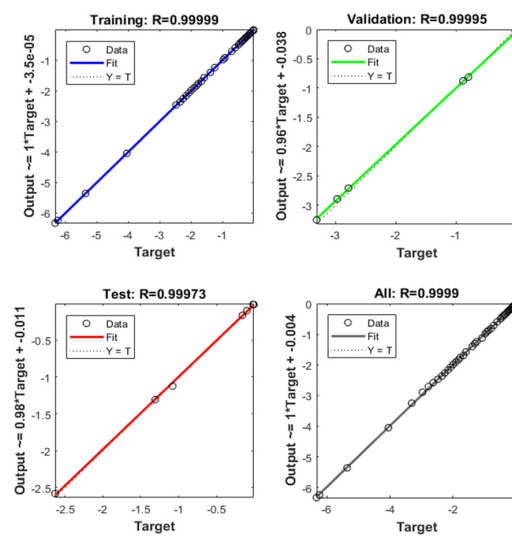 Training: R=0.99999
Output ~= 1*Target + -3.5e-05
0
-1
-2
-3
-4
-5
-6
Data
Fit
Y = T
-6
-5
-4
-3
-2
-1
0
Target
Validation: R=0.99995
Output ~= 0.96*Target + -0.038
0
-0.5
-1
-1.5
-2
-2.5
-3
Data
Fit
Y = T
-3
-2
-1
Target
Test: R=0.99973
Output ~= 0.98*Target + -0.011
-0.5
-1
-1.5
-2
-2.5
Data
Fit
Y = T
-2.5
-2
-1.5
-1
-0.5
Target
All: R=0.9999
Output ~= 1*Target + -0.004
0
-1
-2
-3
-4
-5
-6
Data
Fit
Y = T
-6
-4
-2
Target